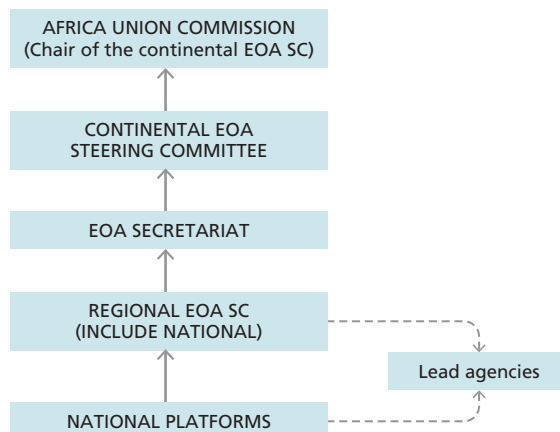 AFRICA UNION COMMISSION
(Chair of the continental EOA SC)
CONTINENTAL EOA
STEERING COMMITTEE
EOA SECRETARIAT
REGIONAL EOA SC
(INCLUDE NATIONAL)
Lead agencies
NATIONAL PLATFORMS